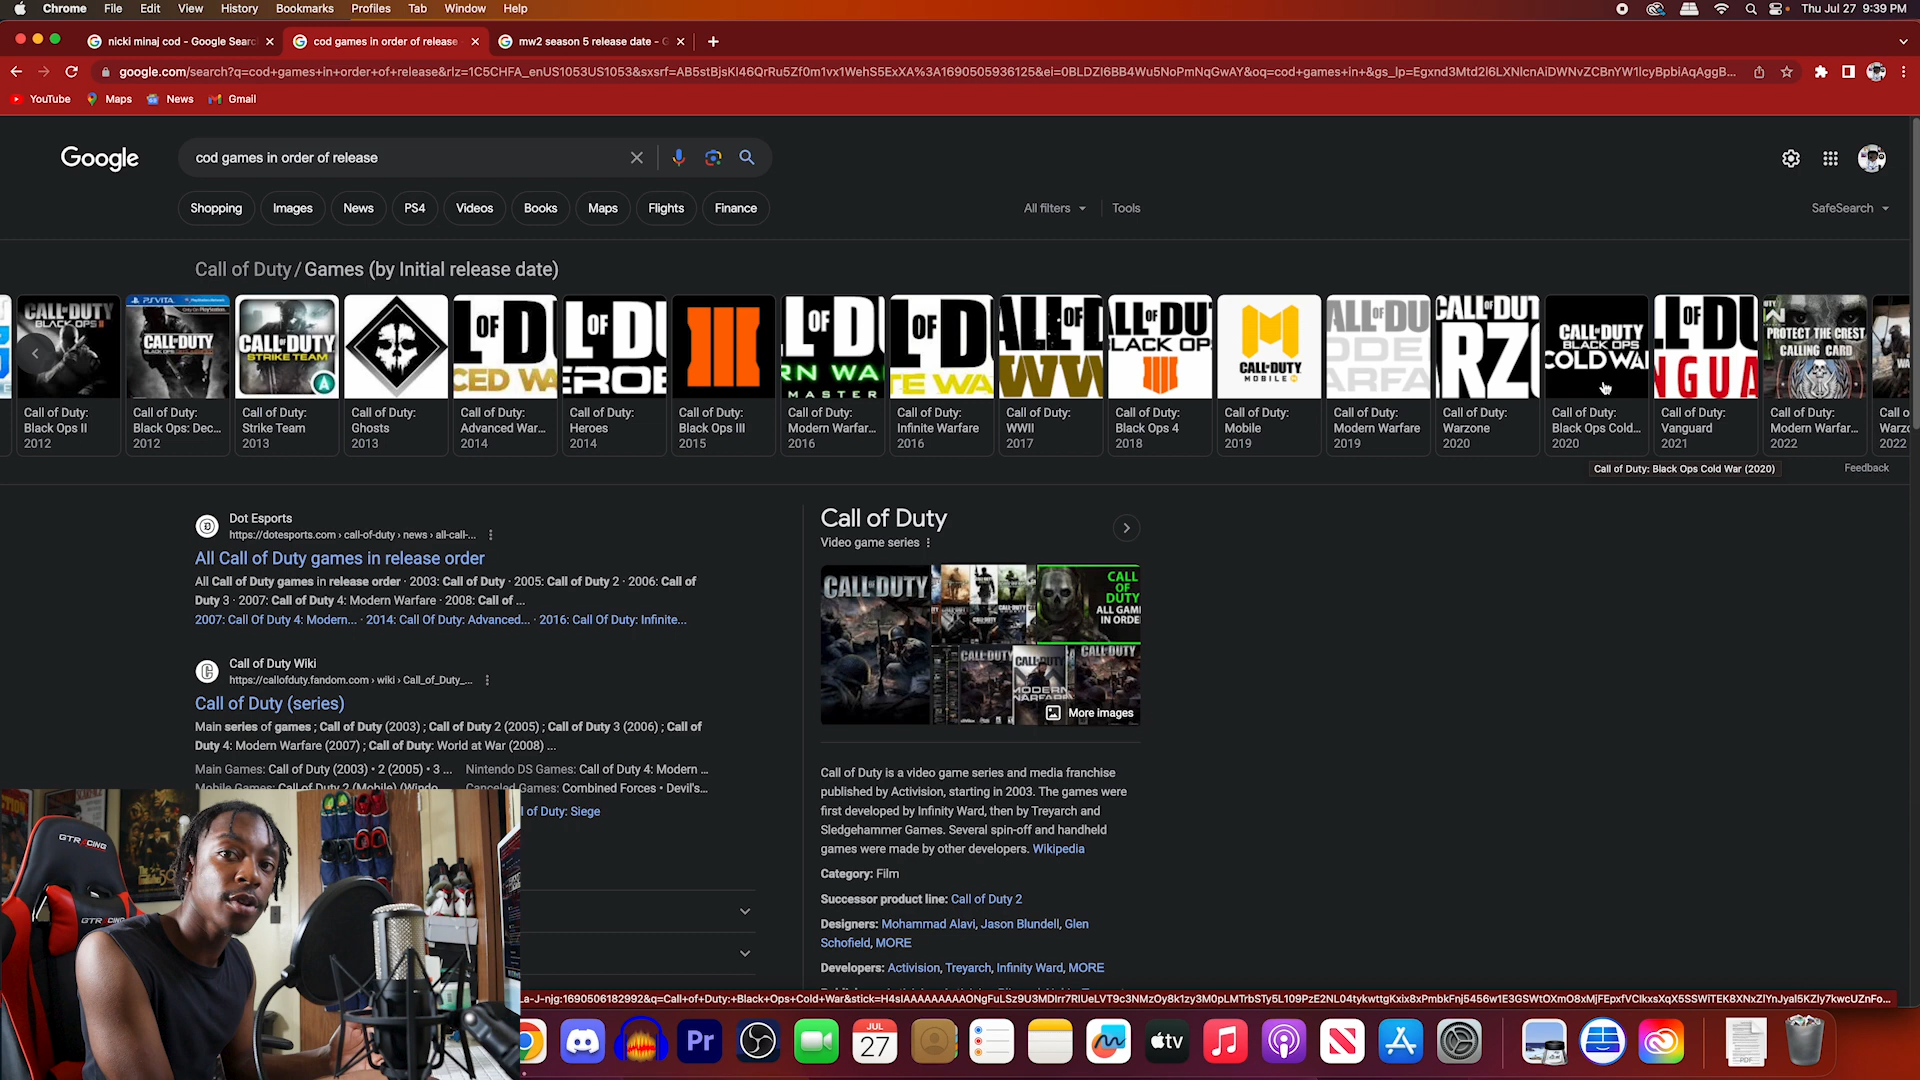 Chrome File Edit View History Bookmarks Profiles Tab Window Help
Thu Jul 27 9:39 PM
nicki minaj cod - Google Searc
cod games in order of release
mw2 season 5 release date - G
YouTube Maps News Gmail
Google
cod games in order of release
Shopping Images News PS4 Videos Books Maps Flights Finance
All filters Tools
SafeSearch
Call of Duty / Games (by Initial release date)
Call of Duty: Black Ops II 2012
Call of Duty: Black Ops: Dec... 2012
Call of Duty: Strike Team 2013
Call of Duty: Ghosts 2013
Call of Duty: Advanced War... 2014
Call of Duty: Heroes 2014
Call of Duty: Black Ops III 2015
Call of Duty: Modern Warfar... 2016
Call of Duty: Infinite Warfare 2016
Call of Duty: WWII 2017
Call of Duty: Black Ops 4 2018
Call of Duty: Mobile 2019
Call of Duty: Modern Warfare 2019
Call of Duty: Warzone 2020
Call of Duty: Black Ops Cold... 2020
Call of Duty: Vanguard 2021
Call of Duty: Modern Warfar... 2022
Call o Warzo 2022
Call of Duty: Black Ops Cold War (2020)
Feedback
Dot Esports
https://dotesports.com › call-of-duty › news › all-call-...
All Call of Duty games in release order
All Call of Duty games in release order · 2003: Call of Duty · 2005: Call of Duty 2 · 2006: Call of
Duty 3 · 2007: Call of Duty 4: Modern Warfare · 2008: Call of ...
2007: Call Of Duty 4: Modern... · 2014: Call Of Duty: Advanced... · 2016: Call Of Duty: Infinite...
Call of Duty Wiki
https://callofduty.fandom.com › wiki › Call_of_Duty_...
Call of Duty (series)
Main series of games ; Call of Duty (2003) ; Call of Duty 2 (2005) ; Call of Duty 3 (2006) ; Call of
Duty 4: Modern Warfare (2007) ; Call of Duty: World at War (2008) ...
Main Games: Call of Duty (2003) • 2 (2005) • 3 ...
Nintendo DS Games: Call of Duty 4: Modern ...
Mobile Games: Call of Duty 2 (Mobile) (Windo...
Canceled Games: Combined Forces • Devil's...
of Duty: Siege
Call of Duty
Video game series
More images
Call of Duty is a video game series and media franchise
published by Activision, starting in 2003. The games were
first developed by Infinity Ward, then by Treyarch and
Sledgehammer Games. Several spin-off and handheld
games were made by other developers. Wikipedia
Category: Film
Successor product line: Call of Duty 2
Designers: Mohammad Alavi, Jason Blundell, Glen
Schofield, MORE
Developers: Activision, Treyarch, Infinity Ward, MORE
GTRACING
GTRACING
Pr
JUL
27
tv
PDF